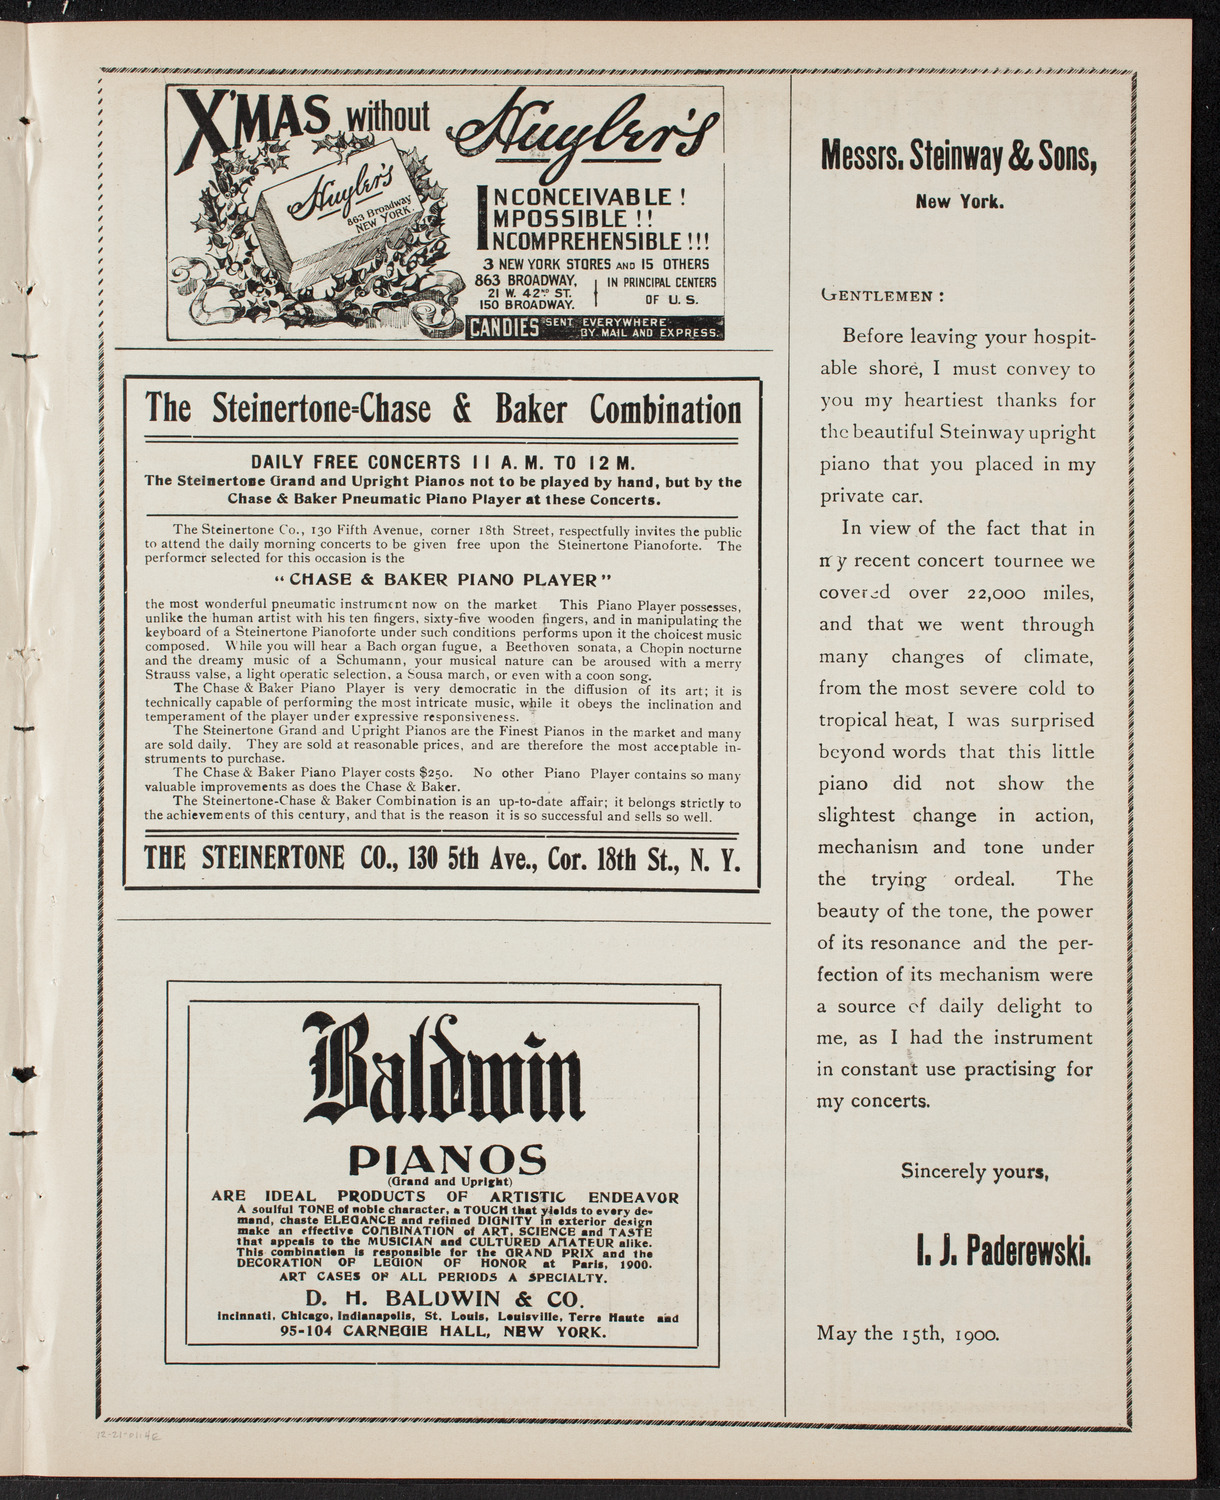 X'MAS without Huyler's
Huyler's
863 Broadway
NEW YORK.
INCONCEIVABLE!
IMPOSSIBLE!!
INCOMPREHENSIBLE!!!
3 NEW YORK STORES AND 15 OTHERS
863 BROADWAY,
21 W. 42ND ST.
150 BROADWAY.
IN PRINCIPAL CENTERS
OF U. S.
CANDIES SENT EVERYWHERE
BY MAIL AND EXPRESS.
The Steinertone=Chase & Baker Combination
DAILY FREE CONCERTS 11 A. M. TO 12 M.
The Steinertone Grand and Upright Pianos not to be played by hand, but by the
Chase & Baker Pneumatic Piano Player at these Concerts.
The Steinertone Co., 130 Fifth Avenue, corner 18th Street, respectfully invites the public
to attend the daily morning concerts to be given free upon the Steinertone Pianoforte. The
performer selected for this occasion is the
"CHASE & BAKER PIANO PLAYER"
the most wonderful pneumatic instrument now on the market This Piano Player possesses,
unlike the human artist with his ten fingers, sixty-five wooden fingers, and in manipulating the
keyboard of a Steinertone Pianoforte under such conditions performs upon it the choicest music
composed. While you will hear a Bach organ fugue, a Beethoven sonata, a Chopin nocturne
and the dreamy music of a Schumann, your musical nature can be aroused with a merry
Strauss valse, a light operatic selection, a Sousa march, or even with a coon song.
The Chase & Baker Piano Player is very democratic in the diffusion of its art; it is
technically capable of performing the most intricate music, while it obeys the inclination and
temperament of the player under expressive responsiveness.
The Steinertone Grand and Upright Pianos are the Finest Pianos in the market and many
are sold daily. They are sold at reasonable prices, and are therefore the most acceptable in-
struments to purchase.
The Chase & Baker Piano Player costs $250. No other Piano Player contains so many
valuable improvements as does the Chase & Baker.
The Steinertone-Chase & Baker Combination is an up-to-date affair; it belongs strictly to
the achievements of this century, and that is the reason it is so successful and sells so well.
THE STEINERTONE CO., 130 5th Ave., Cor. 18th St., N. Y.
Baldwin
PIANOS
(Grand and Upright)
ARE IDEAL PRODUCTS OF ARTISTIC ENDEAVOR
A soulful TONE of noble character, a TOUCH that yields to every de-
mand, chaste ELEGANCE and refined DIGNITY in exterior design
make an effective COMBINATION of ART, SCIENCE and TASTE
that appeals to the MUSICIAN and CULTURED AMATEUR alike.
This combination is responsible for the GRAND PRIX and the
DECORATION OF LEGION OF HONOR at Paris, 1900.
ART CASES OF ALL PERIODS A SPECIALTY.
D. H. BALDWIN & CO.
incinnati, Chicago, Indianapolis, St. Louis, Louisville, Terre Haute and
95-104 CARNEGIE HALL, NEW YORK.
Messrs. Steinway & Sons,
New York.
GENTLEMEN:
Before leaving your hospit-
able shore, I must convey to
you my heartiest thanks for
the beautiful Steinway upright
piano that you placed in my
private car.
In view of the fact that in
my recent concert tournee we
covered over 22,000 miles,
and that we went through
many changes of climate,
from the most severe cold to
tropical heat, I was surprised
beyond words that this little
piano did not show the
slightest change in action,
mechanism and tone under
the trying ordeal. The
beauty of the tone, the power
of its resonance and the per-
fection of its mechanism were
a source of daily delight to
me, as I had the instrument
in constant use practising for
my concerts.
Sincerely yours,
I. J. Paderewski.
May the 15th, 1900.